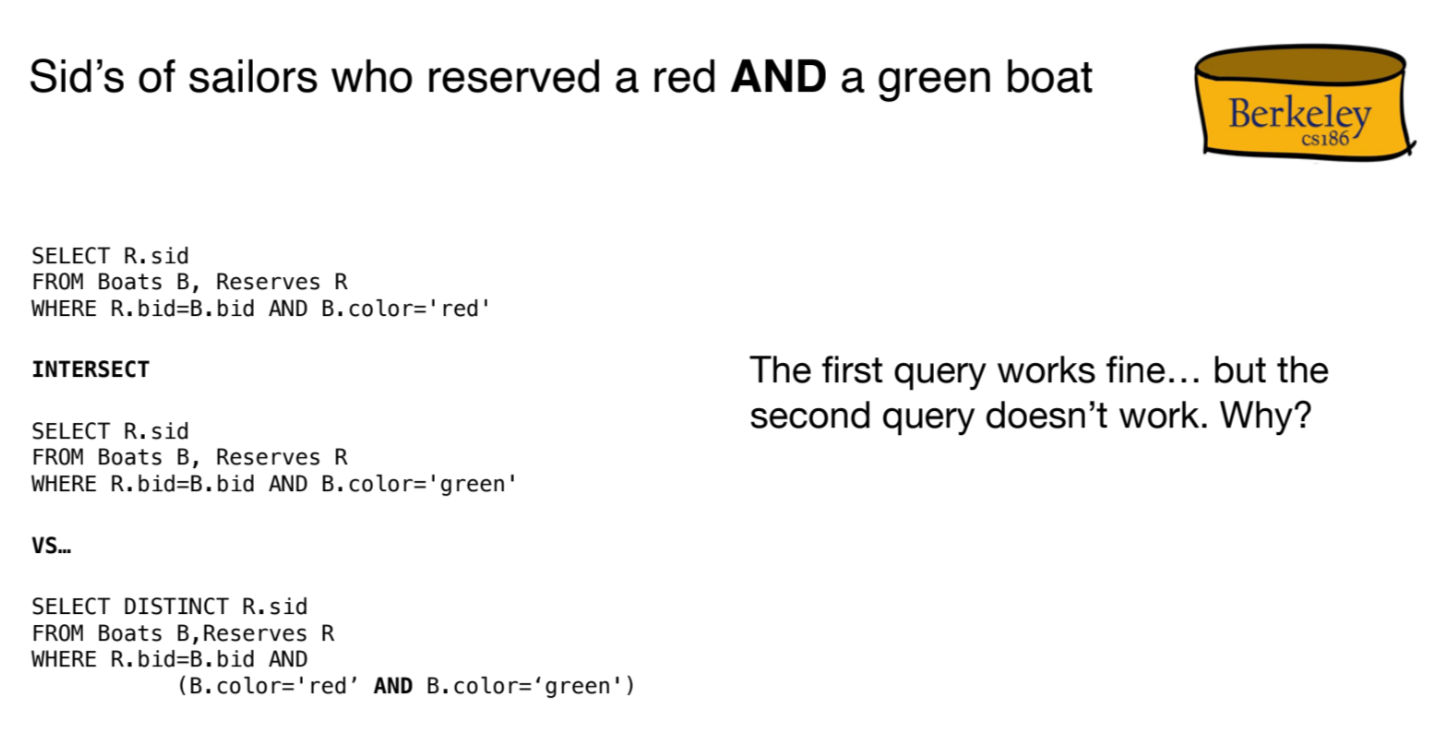 Sid’s of sailors who reserved a red AND a green boat
Berkeley
cs186
SELECT R.sid
FROM Boats B, Reserves R
WHERE R.bid=B.bid AND B.color='red'
INTERSECT
SELECT R.sid
FROM Boats B, Reserves R
WHERE R.bid=B.bid AND B.color='green'
VS…
SELECT DISTINCT R.sid
FROM Boats B,Reserves R
WHERE R.bid=B.bid AND
(B.color='red’ AND B.color=‘green')
The first query works fine… but the
second query doesn’t work. Why?